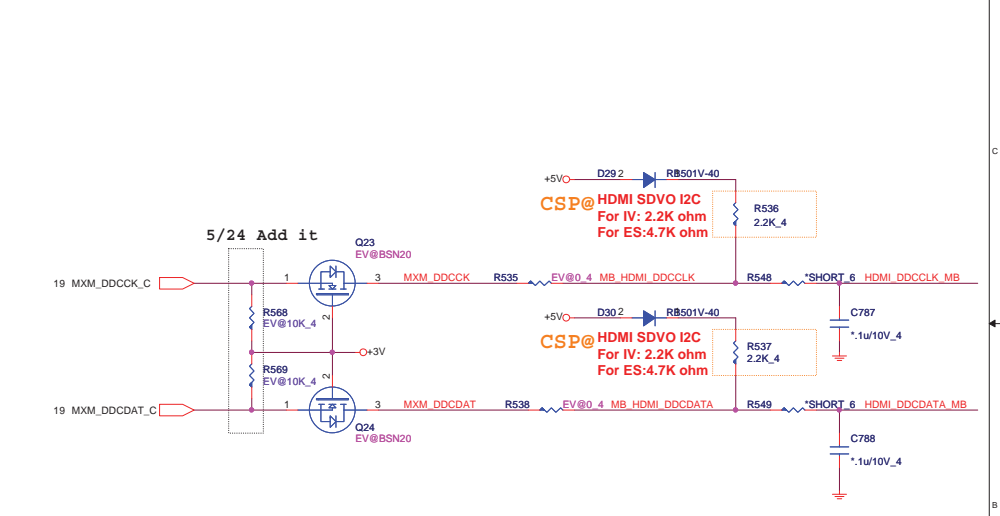 C
D29 2 RB501V-40
+5V
CSP@ HDMI SDVO I2C
For IV: 2.2K ohm
For ES:4.7K ohm
R536
2.2K_4
5/24 Add it
Q23
EV@BSN20
19 MXM_DDCCK_C
1
3
MXM_DDCCK
R535
EV@0_4
MB_HDMI_DDCCLK
R548
*SHORT_6
HDMI_DDCCLK_MB
2
R568
EV@10K_4
+3V
R569
EV@10K_4
2
+5V
D30 2 RB501V-40
CSP@ HDMI SDVO I2C
For IV: 2.2K ohm
For ES:4.7K ohm
R537
2.2K_4
C787
*.1u/10V_4
19 MXM_DDCDAT_C
1
3
MXM_DDCDAT
R538
EV@0_4
MB_HDMI_DDCDATA
R549
*SHORT_6
HDMI_DDCDATA_MB
Q24
EV@BSN20
C788
*.1u/10V_4
B